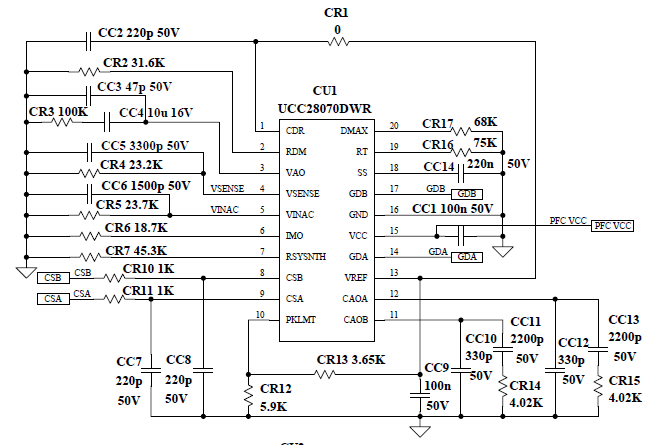 CR1
0
CC2 220p 50V
CR2 31.6K
CC3 47p 50V
CR3 100K
CC4 10u 16V
CC5 3300p 50V
CR4 23.2K
CC6 1500p 50V
CR5 23.7K
CR6 18.7K
CR7 45.3K
CR10 1K
CR11 1K
VSENSE
VINAC
CSB
CSB
CSA
CSA
CU1
UCC28070DWR
1 CDR DMAX 20
2 RDM RT 19
3 VAO SS 18
4 VSENSE GDB 17
5 VINAC GND 16
6 IMO VCC 15
7 RSYSNTH GDA 14
8 CSB VREF 13
9 CSA CAOA 12
10 PKLMT CAOB 11
CR17 68K
CR16 75K
CC14 220n 50V
GDB GDB
CC1 100n 50V
PFC VCC PFC VCC
GDA GDA
CC7
220p
50V
CC8
220p
50V
CR12
5.9K
CR13 3.65K
CC9
100n
50V
CC10
330p
50V
CC11
2200p
50V
CR14
4.02K
CC12
330p
50V
CC13
2200p
50V
CR15
4.02K